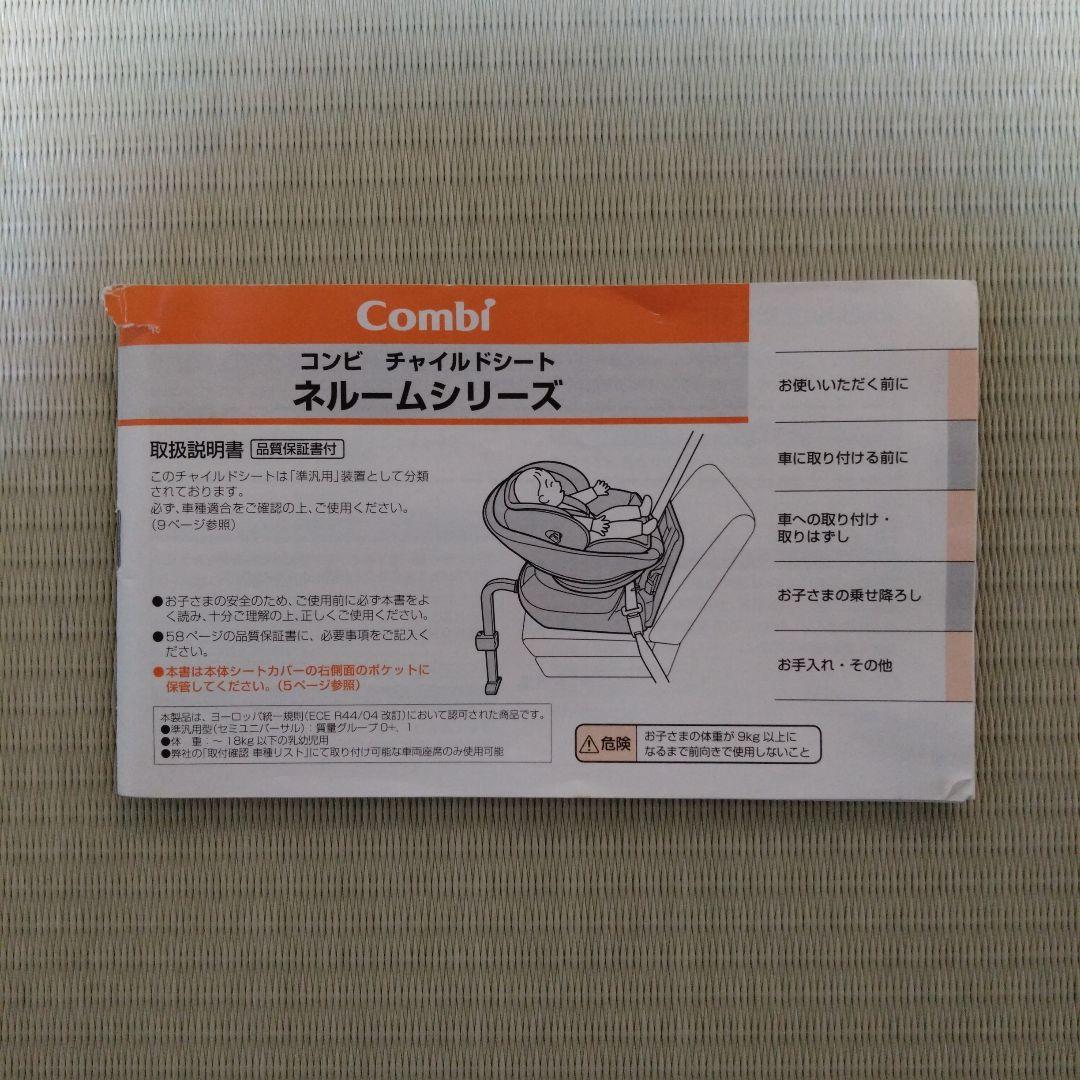 Combi
コンビ チャイルドシート
ネルームシリーズ
取扱説明書 品質保証書付
このチャイルドシートは「準汎用」装置として分類
されております。
必ず、車種適合をご確認の上、ご使用ください。
(9ページ参照)
●お子さまの安全のため、ご使用前に必ず本書をよ
く読み、十分ご理解の上、正しくご使用ください。
●58ページの品質保証書に、必要事項をご記入く
ださい。
●本書は本体シートカバーの右側面のポケットに
保管してください。(5ページ参照)
本製品は、ヨーロッパ統一規則(ECE R44/04 改訂)において認可された商品です。
●準汎用型(セミユニバーサル):質量グループ0+、1
●体 重:~ 18kg 以下の乳幼児用
●弊社の「取付確認 車種リスト」にて取り付け可能な車両座席のみ使用可能
危険
お子さまの体重が 9kg 以上に
なるまで前向きで使用しないこと
お使いいただく前に
車に取り付ける前に
車への取り付け・
取りはずし
お子さまの乗せ降ろし
お手入れ・その他